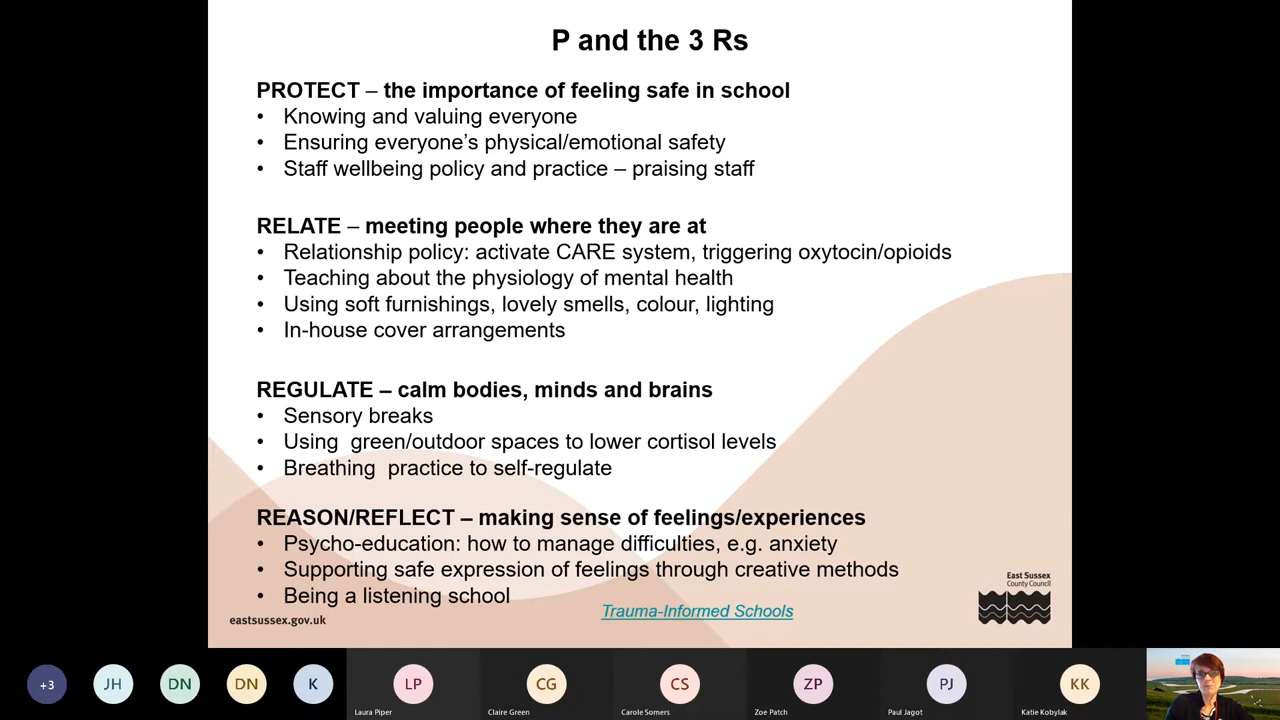 P and the 3 Rs
PROTECT – the importance of feeling safe in school
• Knowing and valuing everyone
• Ensuring everyone’s physical/emotional safety
• Staff wellbeing policy and practice – praising staff
RELATE – meeting people where they are at
• Relationship policy: activate CARE system, triggering oxytocin/opioids
• Teaching about the physiology of mental health
• Using soft furnishings, lovely smells, colour, lighting
• In-house cover arrangements
REGULATE – calm bodies, minds and brains
• Sensory breaks
• Using  green/outdoor spaces to lower cortisol levels
• Breathing  practice to self-regulate
REASON/REFLECT – making sense of feelings/experiences
• Psycho-education: how to manage difficulties, e.g. anxiety
• Supporting safe expression of feelings through creative methods
• Being a listening school
Trauma-Informed Schools
eastsussex.gov.uk
East Sussex
County Council
+3
JH
DN
DN
K
LP
CG
CS
ZP
PJ
KK
Laura Piper
Claire Green
Carole Somers
Zoe Patch
Paul Jagot
Katie Kobylak